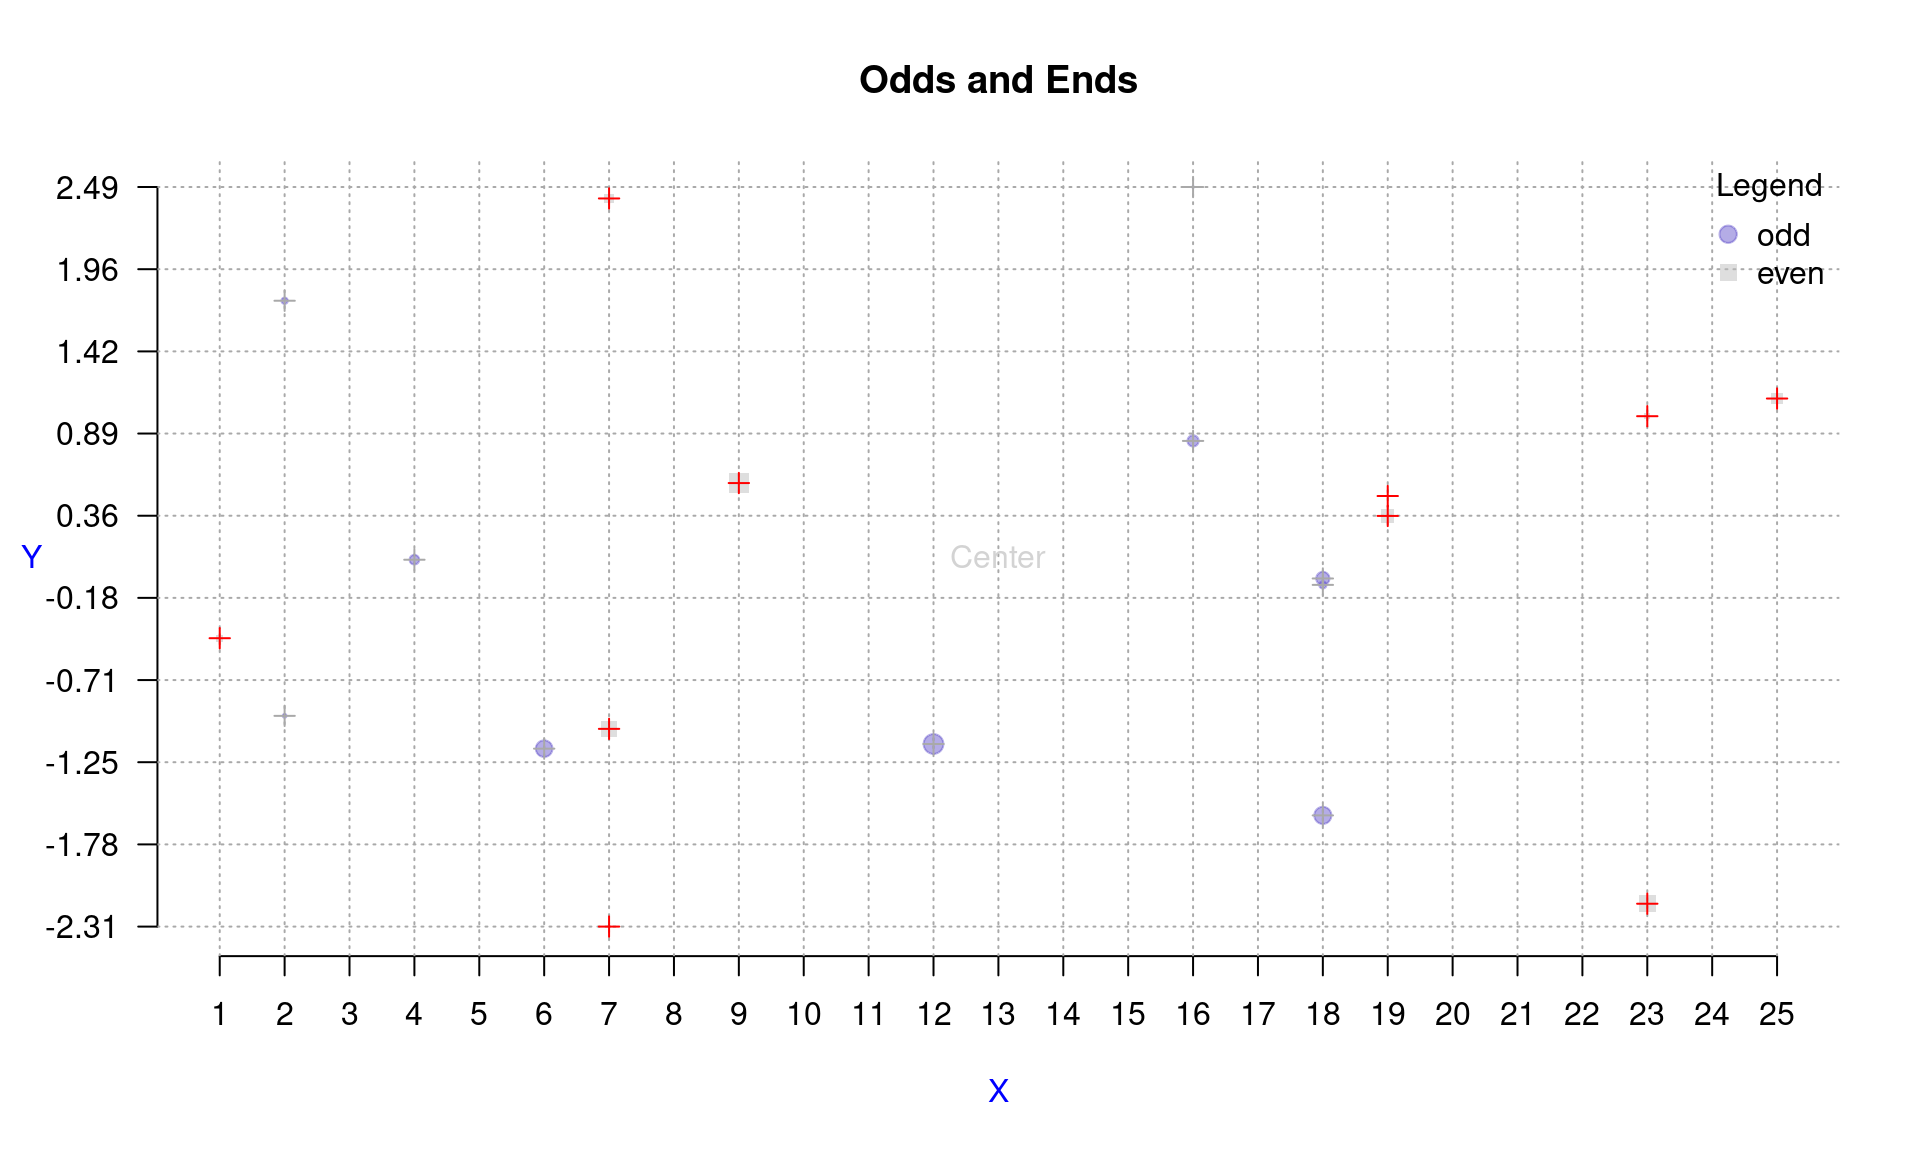 Odds and Ends
Legend
odd
even
2.49
1.96
1.42
0.89
0.36
-0.18
-0.71
-1.25
-1.78
-2.31
Y
Center
1 2 3 4 5 6 7 8 9 10 11 12 13 14 15 16 17 18 19 20 21 22 23 24 25
X